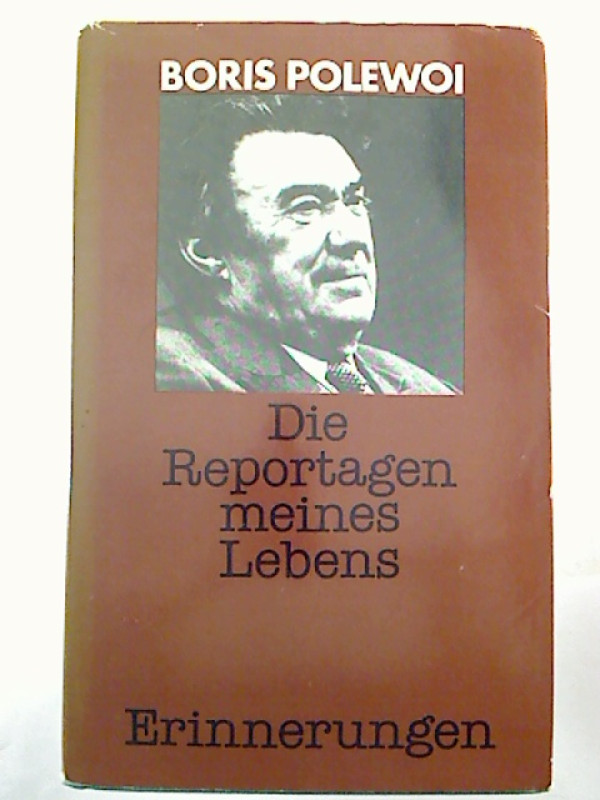 BORIS POLEWOI
Die
Reportagen
meines
Lebens
Erinnerungen